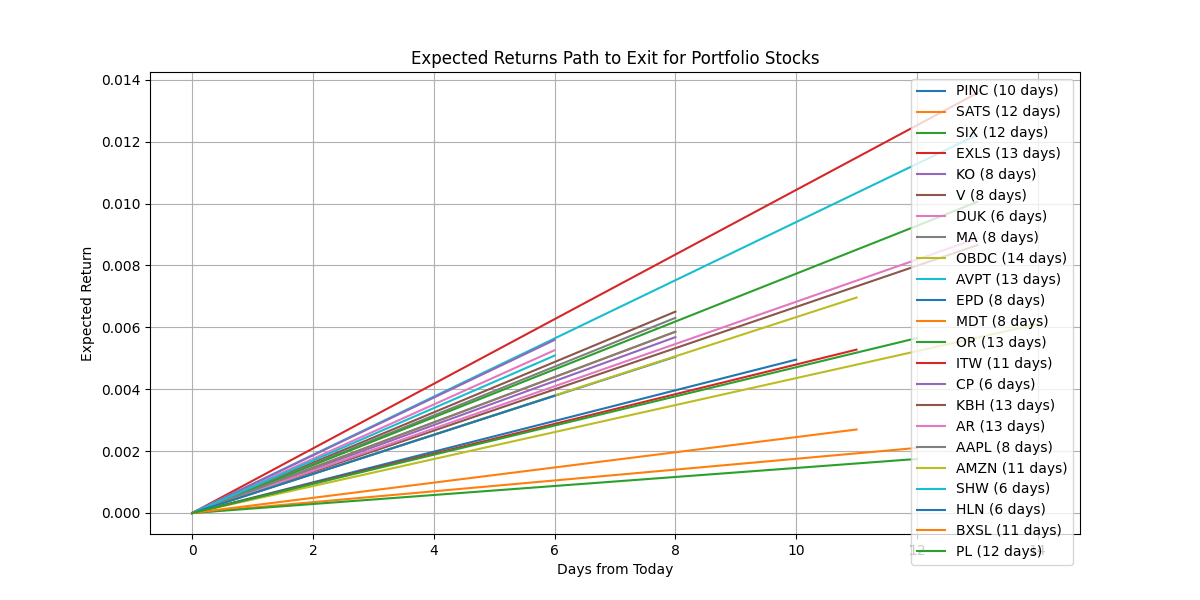 Expected Returns Path to Exit for Portfolio Stocks
Expected Return
0.014
0.012
0.010
0.008
0.006
0.004
0.002
0.000
0 2 4 6 8 10 12 14
Days from Today
PINC (10 days)
SATS (12 days)
SIX (12 days)
EXLS (13 days)
KO (8 days)
V (8 days)
DUK (6 days)
MA (8 days)
OBDC (14 days)
AVPT (13 days)
EPD (8 days)
MDT (8 days)
OR (13 days)
ITW (11 days)
CP (6 days)
KBH (13 days)
AR (13 days)
AAPL (8 days)
AMZN (11 days)
SHW (6 days)
HLN (6 days)
BXSL (11 days)
PL (12 days)